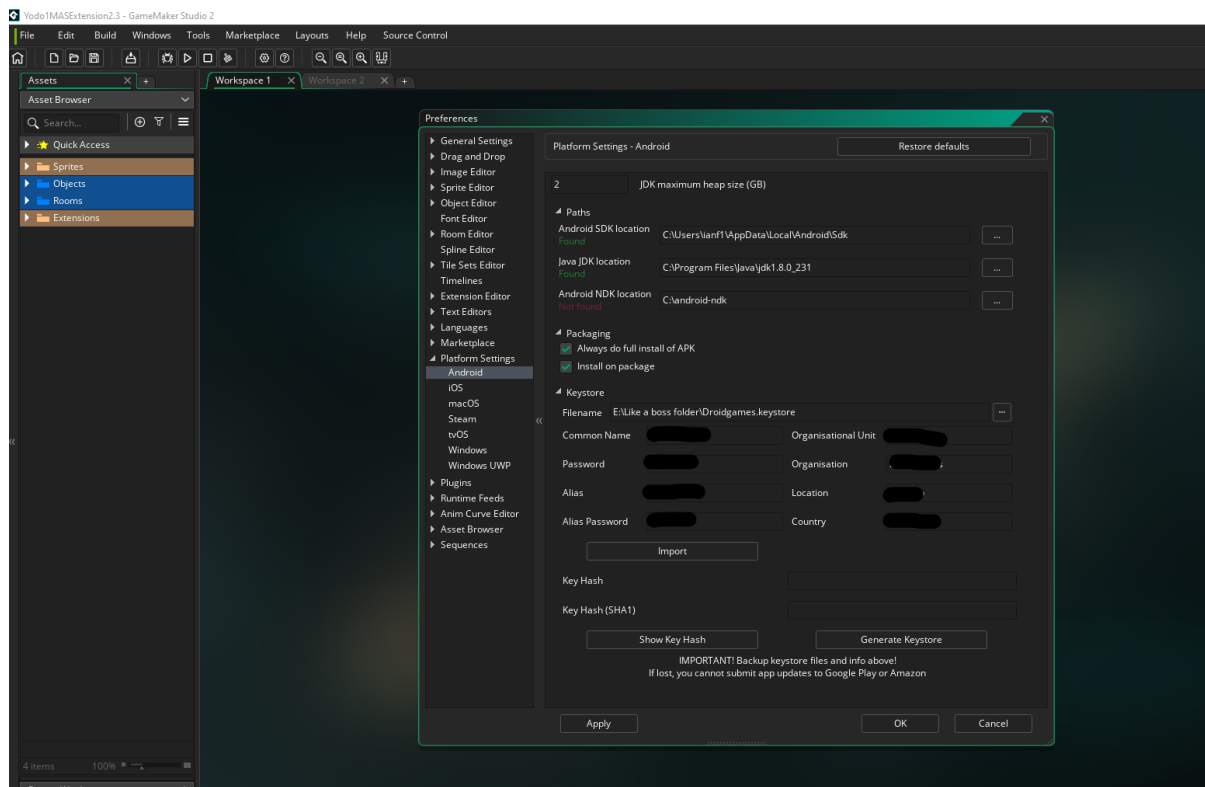 Yodo1MASExtension2.3 - GameMaker Studio 2
File Edit Build Windows Tools Marketplace Layouts Help Source Control
Assets
Workspace 1 Workspace 2
Asset Browser
Search...
Quick Access
Sprites
Objects
Rooms
Extensions
4 items 100%
Preferences
General Settings
Drag and Drop
Image Editor
Sprite Editor
Object Editor
Font Editor
Room Editor
Spline Editor
Tile Sets Editor
Timelines
Extension Editor
Text Editors
Languages
Marketplace
Platform Settings
Android
iOS
macOS
Steam
tvOS
Windows
Windows UWP
Plugins
Runtime Feeds
Anim Curve Editor
Asset Browser
Sequences
Platform Settings - Android Restore defaults
2 JDK maximum heap size (GB)
Paths
Android SDK location C:\Users\ianf1\AppData\Local\Android\Sdk ...
Found
Java JDK location C:\Program Files\Java\jdk1.8.0_231 ...
Found
Android NDK location C:\android-ndk ...
Not found
Packaging
Always do full install of APK
Install on package
Keystore
Filename E:\Like a boss folder\Droidgames.keystore ...
Common Name Organisational Unit
Password Organisation
Alias Location
Alias Password Country
Import
Key Hash
Key Hash (SHA1)
Show Key Hash Generate Keystore
IMPORTANT! Backup keystore files and info above!
If lost, you cannot submit app updates to Google Play or Amazon
Apply OK Cancel